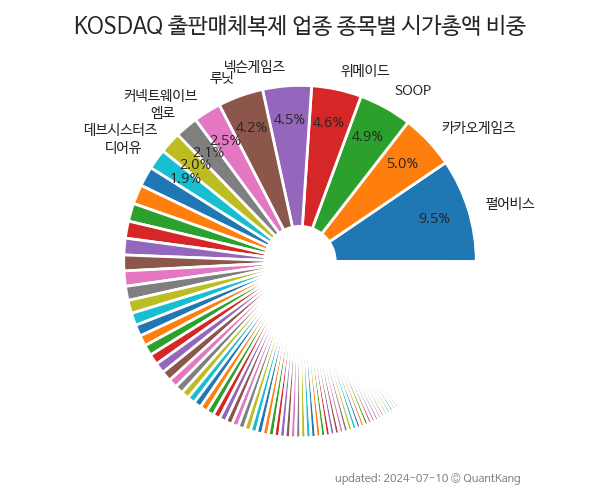 KOSDAQ 출판매체복제 업종 종목별 시가총액 비중
펄어비스
9.5%
카카오게임즈
5.0%
SOOP
4.9%
위메이드
4.6%
넥슨게임즈
4.5%
루닛
4.2%
커넥트웨이브
2.5%
엠로
2.1%
데브시스터즈
2.0%
디어유
1.9%
updated: 2024-07-10 © QuantKang